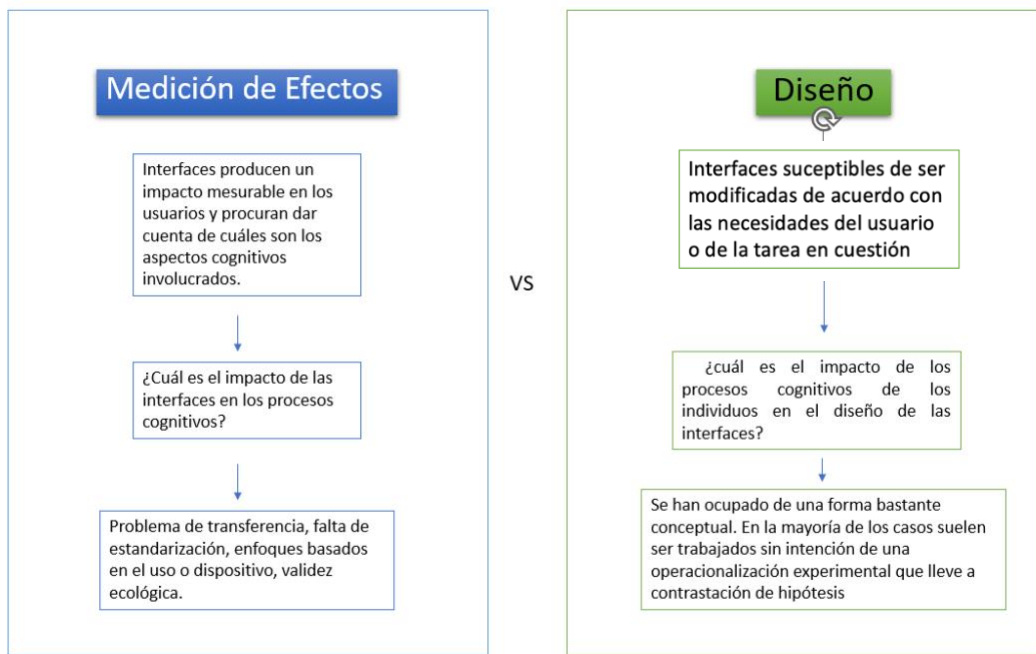 Medición de Efectos
Interfaces producen un
impacto mesurable en los
usuarios y procuran dar
cuenta de cuáles son los
aspectos cognitivos
involucrados.
¿Cuál es el impacto de las
interfaces en los procesos
cognitivos?
Problema de transferencia, falta de
estandarización, enfoques basados
en el uso o dispositivo, validez
ecológica.
VS
Diseño
Interfaces suceptibles de ser
modificadas de acuerdo con
las necesidades del usuario
o de la tarea en cuestión
¿cuál es el impacto de los
procesos cognitivos de los
individuos en el diseño de las
interfaces?
Se han ocupado de una forma bastante
conceptual. En la mayoría de los casos suelen
ser trabajados sin intención de una
operacionalización experimental que lleve a
contrastación de hipótesis